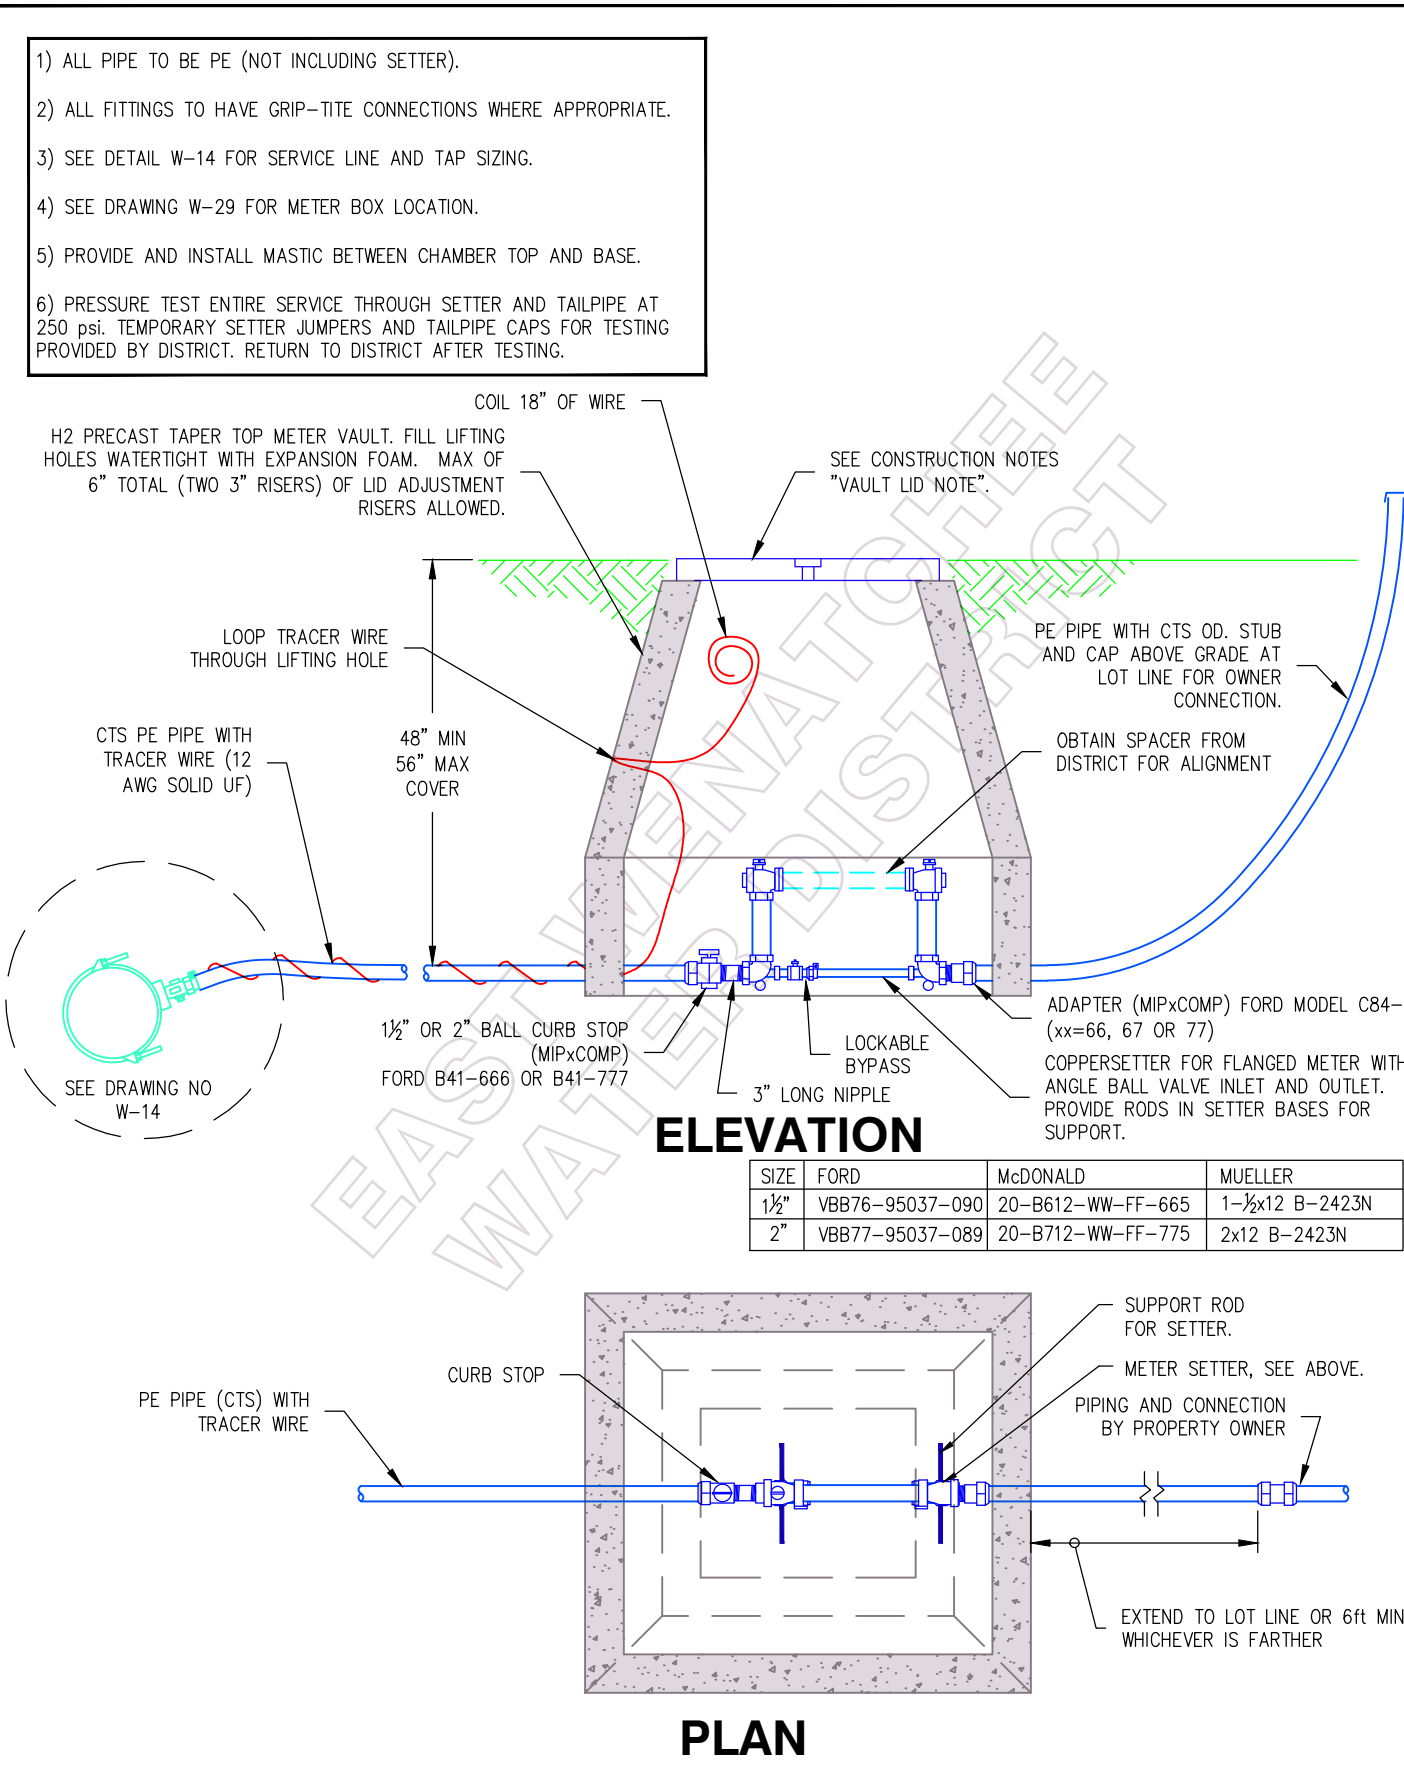 1) ALL PIPE TO BE PE (NOT INCLUDING SETTER).
2) ALL FITTINGS TO HAVE GRIP-TITE CONNECTIONS WHERE APPROPRIATE.
3) SEE DETAIL W-14 FOR SERVICE LINE AND TAP SIZING.
4) SEE DRAWING W-29 FOR METER BOX LOCATION.
5) PROVIDE AND INSTALL MASTIC BETWEEN CHAMBER TOP AND BASE.
6) PRESSURE TEST ENTIRE SERVICE THROUGH SETTER AND TAILPIPE AT
250 psi. TEMPORARY SETTER JUMPERS AND TAILPIPE CAPS FOR TESTING
PROVIDED BY DISTRICT. RETURN TO DISTRICT AFTER TESTING.
COIL 18" OF WIRE
H2 PRECAST TAPER TOP METER VAULT. FILL LIFTING
HOLES WATERTIGHT WITH EXPANSION FOAM. MAX OF
6" TOTAL (TWO 3" RISERS) OF LID ADJUSTMENT
RISERS ALLOWED.
SEE CONSTRUCTION NOTES
"VAULT LID NOTE".
LOOP TRACER WIRE
THROUGH LIFTING HOLE
PE PIPE WITH CTS OD. STUB
AND CAP ABOVE GRADE AT
LOT LINE FOR OWNER
CONNECTION.
CTS PE PIPE WITH
TRACER WIRE (12
AWG SOLID UF)
48" MIN
56" MAX
COVER
OBTAIN SPACER FROM
DISTRICT FOR ALIGNMENT
EAST WENATCHEE
WATER DISTRICT
SEE DRAWING NO
W-14
1½" OR 2" BALL CURB STOP
(MIPxCOMP)
FORD B41-666 OR B41-777
LOCKABLE
BYPASS
3" LONG NIPPLE
ADAPTER (MIPxCOMP) FORD MODEL C84-
(xx=66, 67 OR 77)
COPPERSETTER FOR FLANGED METER WITH
ANGLE BALL VALVE INLET AND OUTLET.
PROVIDE RODS IN SETTER BASES FOR
SUPPORT.
ELEVATION
SIZE FORD McDONALD MUELLER
1½" VBB76-95037-090 20-B612-WW-FF-665 1-½x12 B-2423N
2" VBB77-95037-089 20-B712-WW-FF-775 2x12 B-2423N
SUPPORT ROD
FOR SETTER.
CURB STOP
METER SETTER, SEE ABOVE.
PE PIPE (CTS) WITH
TRACER WIRE
PIPING AND CONNECTION
BY PROPERTY OWNER
EXTEND TO LOT LINE OR 6ft MIN
WHICHEVER IS FARTHER
PLAN